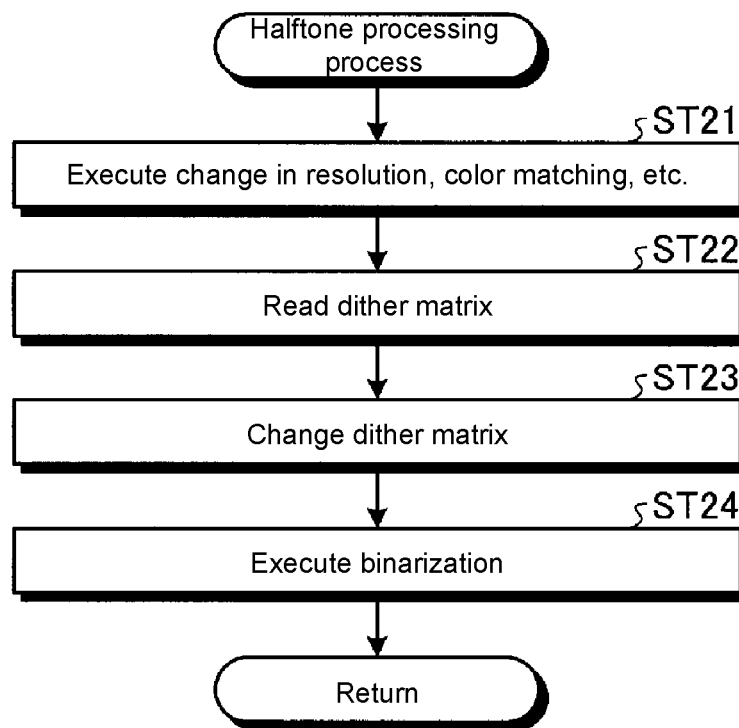 Halftone processing
process
ST21
Execute change in resolution, color matching, etc.
ST22
Read dither matrix
ST23
Change dither matrix
ST24
Execute binarization
Return